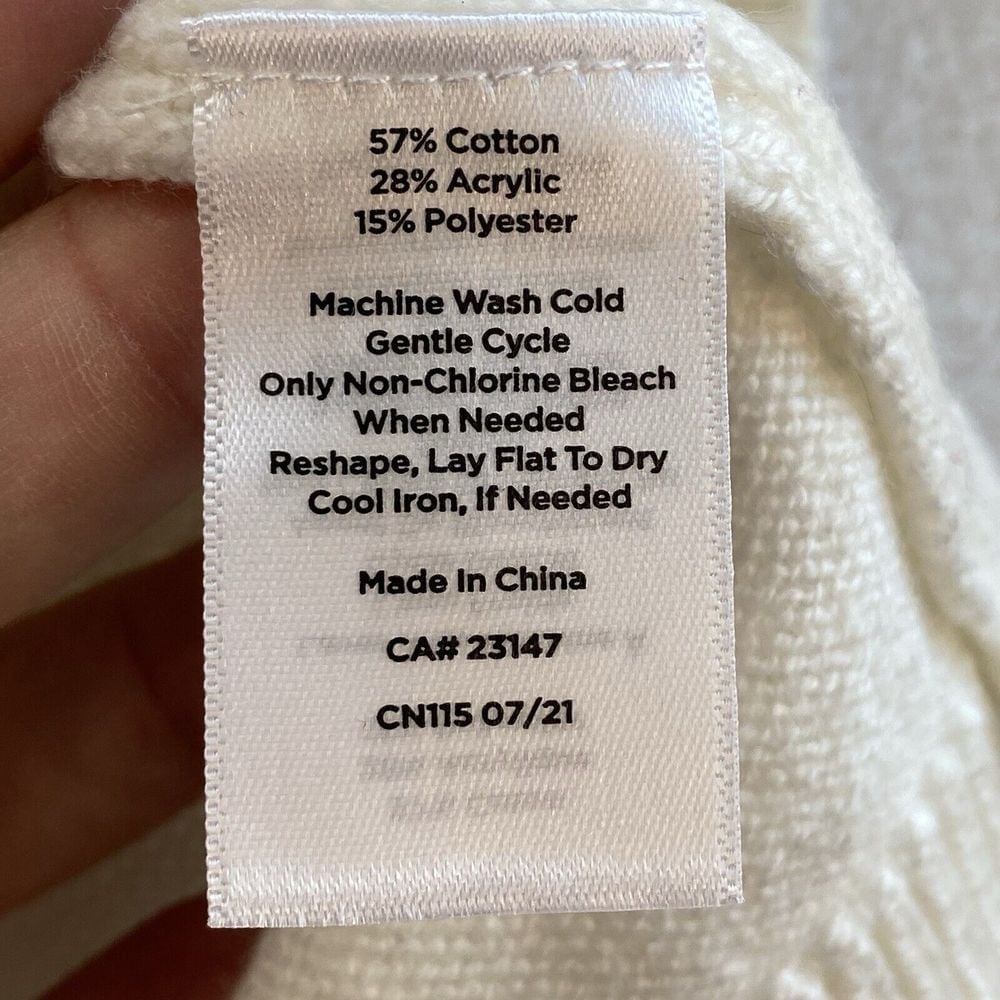 57% Cotton
28% Acrylic
15% Polyester
Machine Wash Cold
Gentle Cycle
Only Non-Chlorine Bleach
When Needed
Reshape, Lay Flat To Dry
Cool Iron, If Needed
Made In China
CA# 23147
CN115 07/21